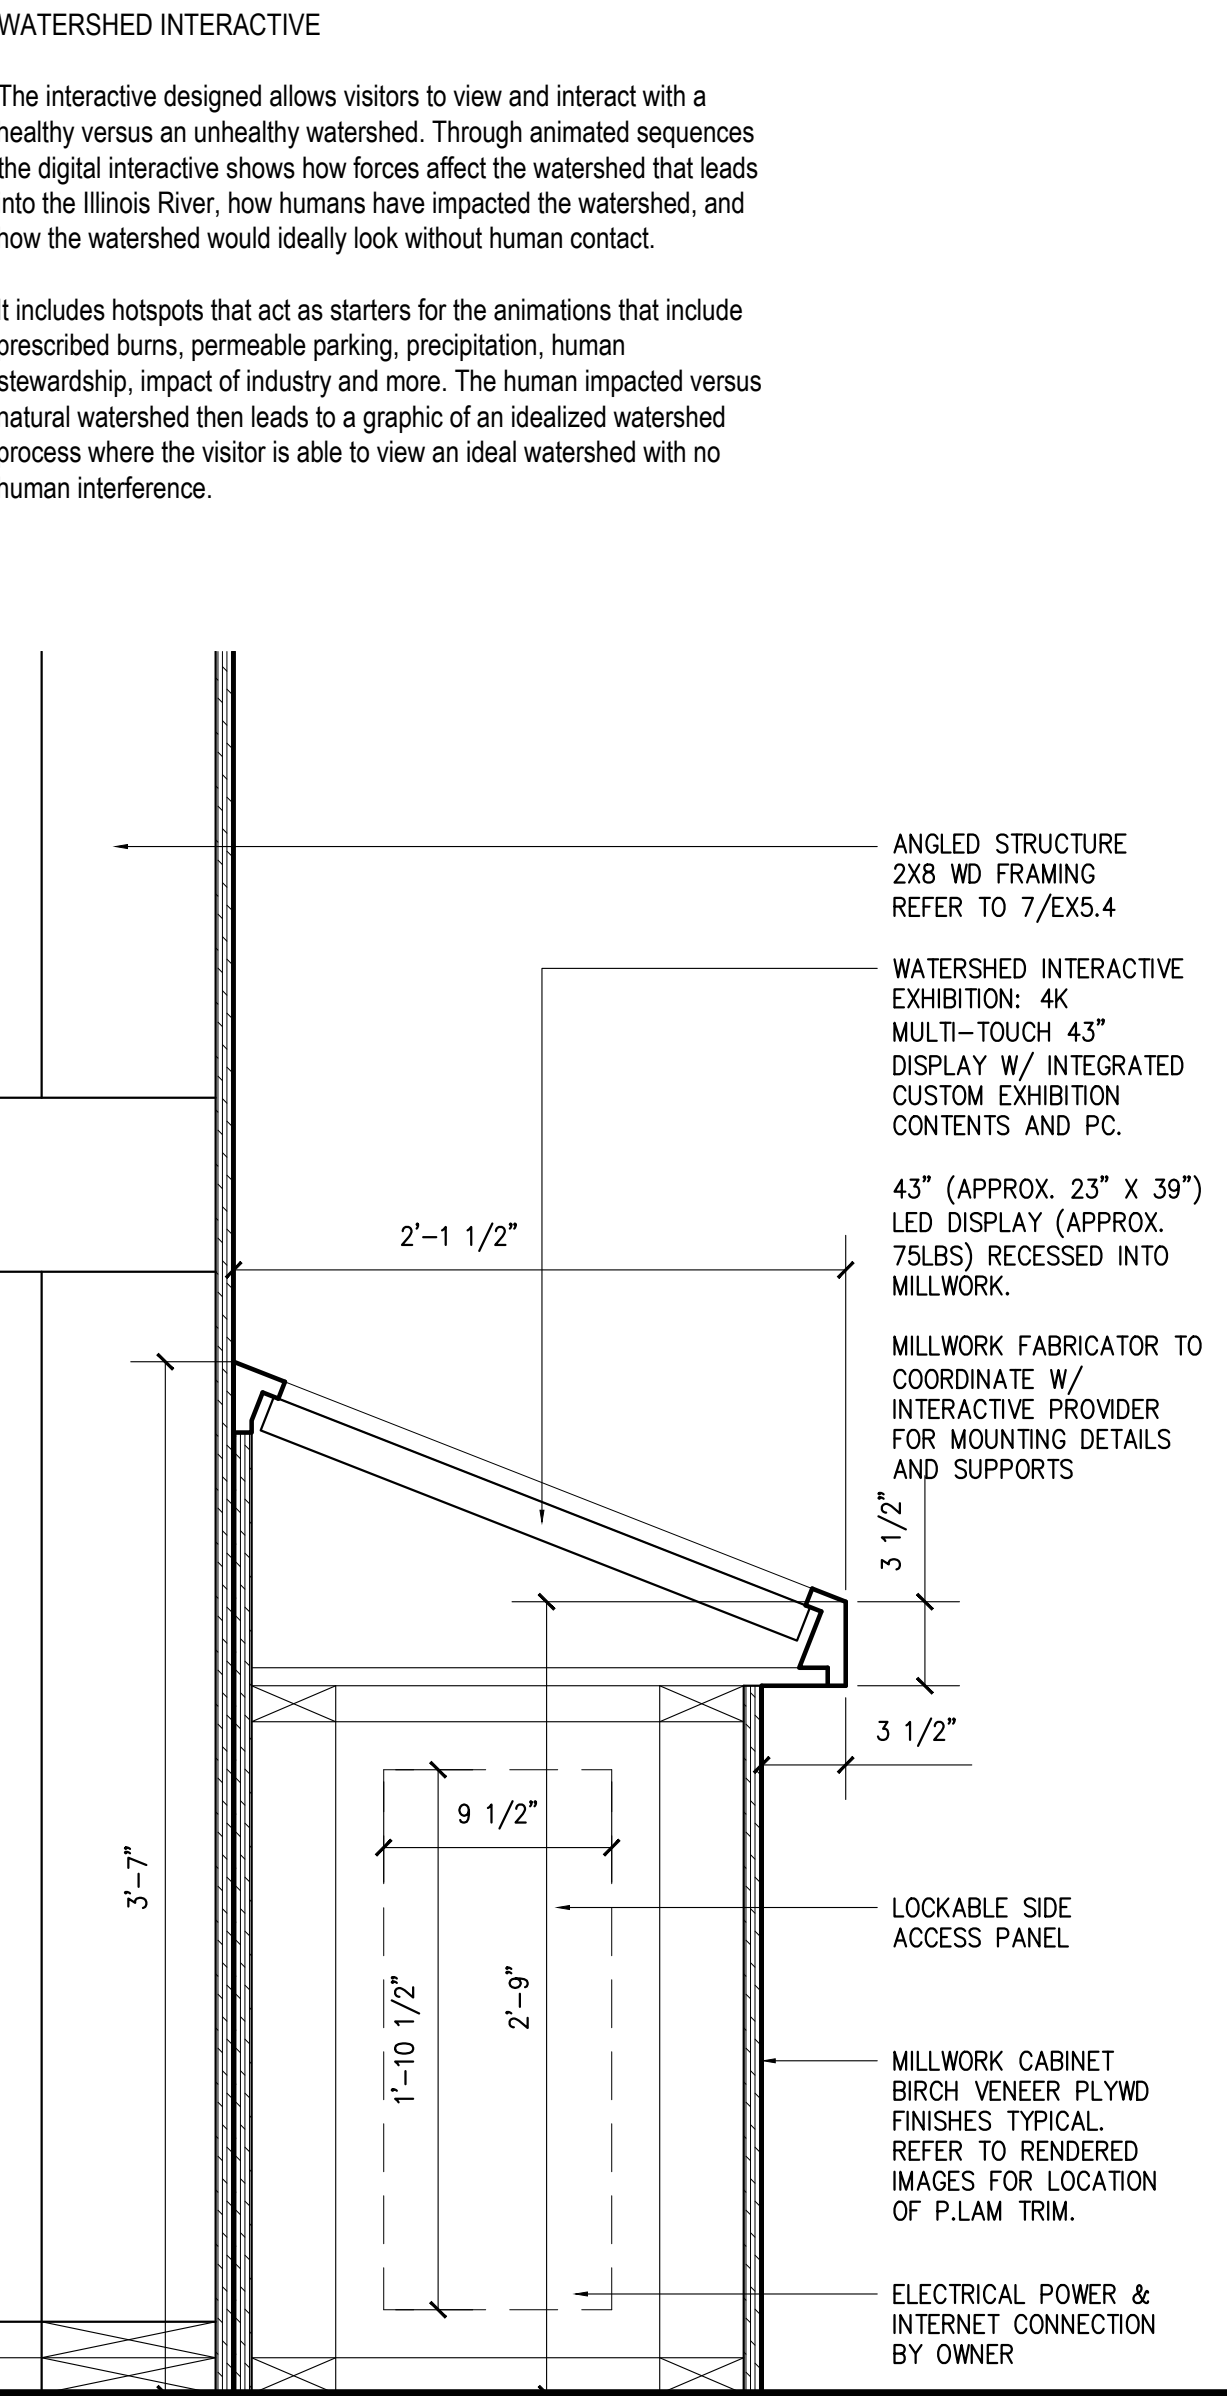 WATERSHED INTERACTIVE
The interactive designed allows visitors to view and interact with a
healthy versus an unhealthy watershed. Through animated sequences
the digital interactive shows how forces affect the watershed that leads
into the Illinois River, how humans have impacted the watershed, and
how the watershed would ideally look without human contact.
It includes hotspots that act as starters for the animations that include
prescribed burns, permeable parking, precipitation, human
stewardship, impact of industry and more. The human impacted versus
natural watershed then leads to a graphic of an idealized watershed
process where the visitor is able to view an ideal watershed with no
human interference.
ANGLED STRUCTURE
2X8 WD FRAMING
REFER TO 7/EX5.4
WATERSHED INTERACTIVE
EXHIBITION: 4K
MULTI-TOUCH 43"
DISPLAY W/ INTEGRATED
CUSTOM EXHIBITION
CONTENTS AND PC.
43" (APPROX. 23" X 39")
LED DISPLAY (APPROX.
75LBS) RECESSED INTO
MILLWORK.
MILLWORK FABRICATOR TO
COORDINATE W/
INTERACTIVE PROVIDER
FOR MOUNTING DETAILS
AND SUPPORTS
2'-1 1/2"
3 1/2"
3 1/2"
9 1/2"
3'-7"
1'-10 1/2"
2'-9"
LOCKABLE SIDE
ACCESS PANEL
MILLWORK CABINET
BIRCH VENEER PLYWD
FINISHES TYPICAL.
REFER TO RENDERED
IMAGES FOR LOCATION
OF P.LAM TRIM.
ELECTRICAL POWER &
INTERNET CONNECTION
BY OWNER